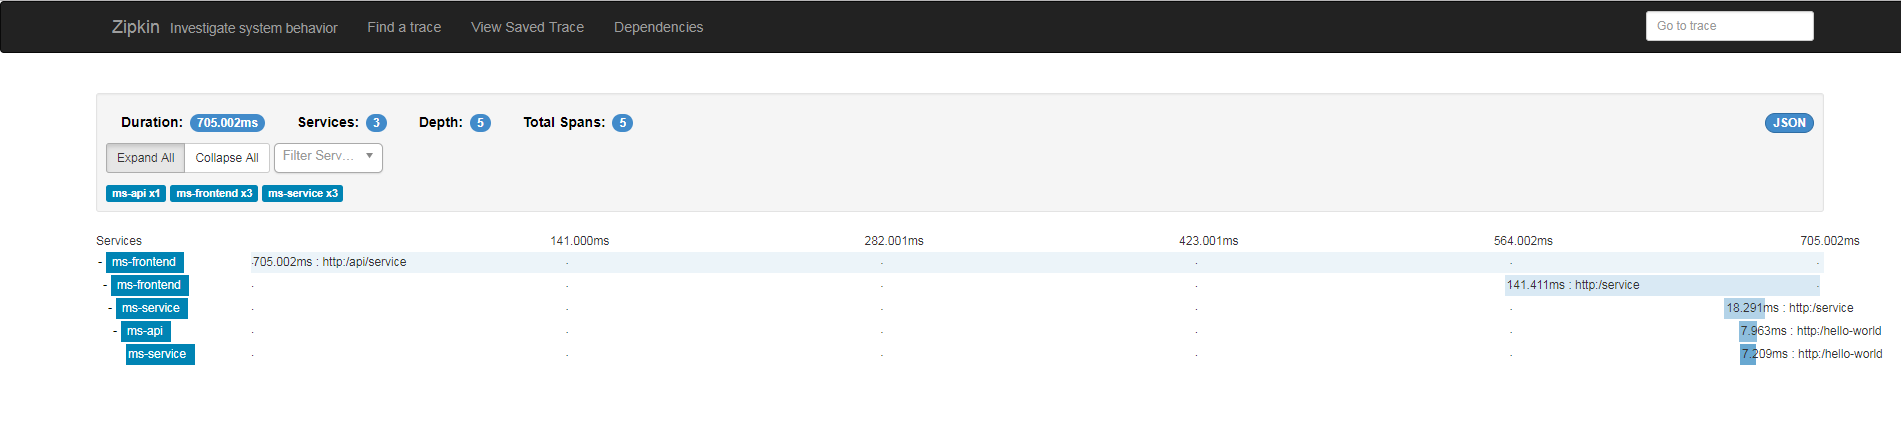 Zipkin Investigate system behavior Find a trace View Saved Trace Dependencies Go to trace
Duration: 705.002ms Services: 3 Depth: 5 Total Spans: 5 JSON
Expand All Collapse All Filter Serv...
ms-api x1 ms-frontend x3 ms-service x3
Services 141.000ms 282.001ms 423.001ms 564.002ms 705.002ms
- ms-frontend 705.002ms : http:/api/service
- ms-frontend 141.411ms : http:/service
- ms-service 18.291ms : http:/service
- ms-api 7.963ms : http:/hello-world
ms-service 7.209ms : http:/hello-world